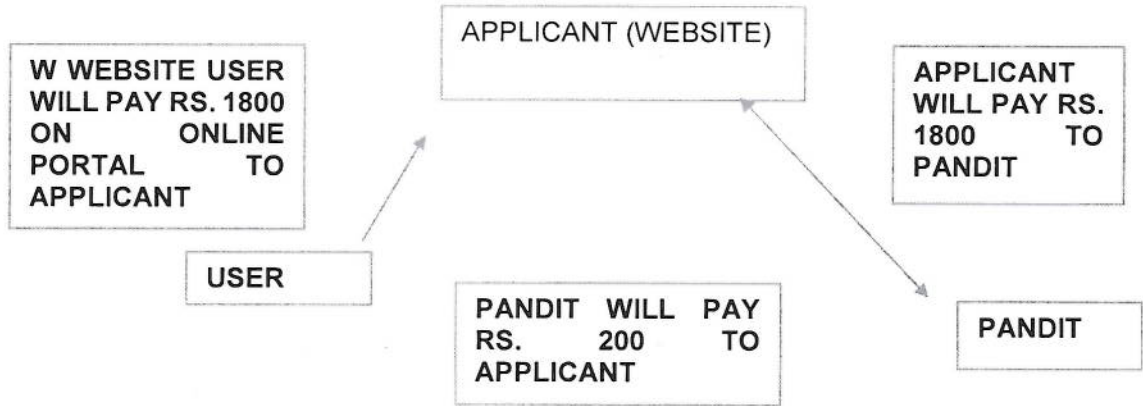 APPLICANT (WEBSITE)
W WEBSITE USER
WILL PAY RS. 1800
ON ONLINE
PORTAL TO
APPLICANT
APPLICANT
WILL PAY RS.
1800 TO
PANDIT
USER
PANDIT WILL PAY
RS. 200 TO
APPLICANT
PANDIT